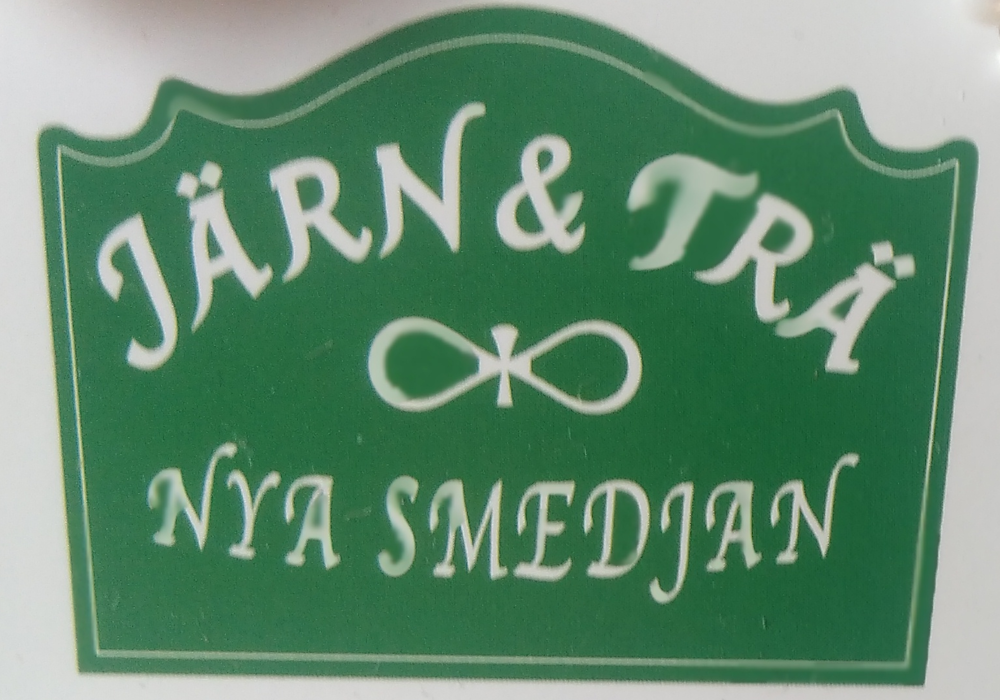 JÄRN & TRÄ
NYA SMEDJAN